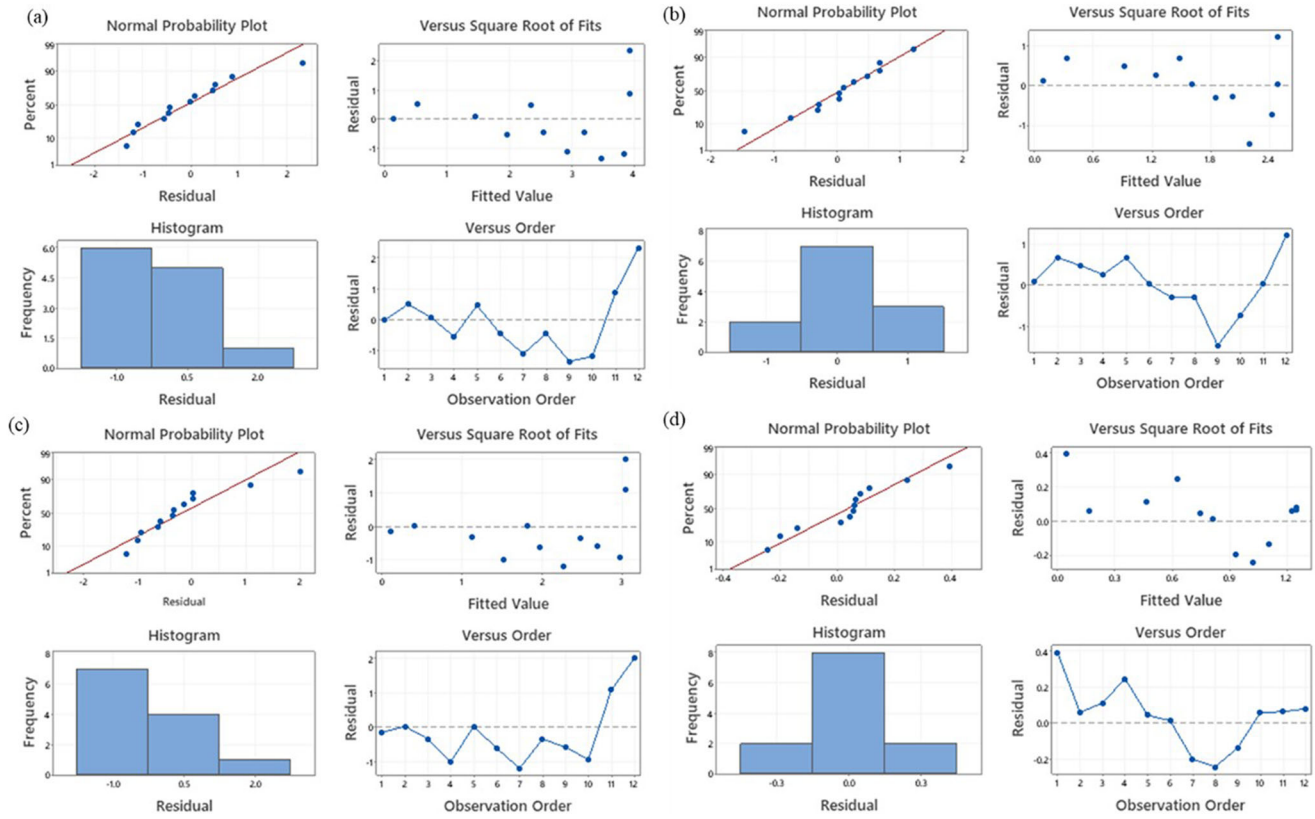 (a)
Normal Probability Plot
Percent
99
90
50
10
1
-2 -1 0 1 2
Residual
Versus Square Root of Fits
Residual
2
1
0
-1
0 1 2 3 4
Fitted Value
Histogram
Frequency
6.0
4.5
3.0
1.5
0.0
-1.0 0.5 2.0
Residual
Versus Order
Residual
2
1
0
-1
1 2 3 4 5 6 7 8 9 10 11 12
Observation Order
(b)
Normal Probability Plot
Percent
99
90
50
10
1
-2 -1 0 1 2
Residual
Versus Square Root of Fits
Residual
1
0
-1
0.0 0.6 1.2 1.8 2.4
Fitted Value
Histogram
Frequency
8
6
4
2
0
-1 0 1
Residual
Versus Order
Residual
1
0
-1
1 2 3 4 5 6 7 8 9 10 11 12
Observation Order
(c)
Normal Probability Plot
Percent
99
90
50
10
1
-2 -1 0 1 2
Residual
Versus Square Root of Fits
Residual
2
1
0
-1
0 1 2 3
Fitted Value
Histogram
Frequency
8
6
4
2
0
-1.0 0.5 2.0
Residual
Versus Order
Residual
2
1
0
-1
1 2 3 4 5 6 7 8 9 10 11 12
Observation Order
(d)
Normal Probability Plot
Percent
99
90
50
10
1
-0.4 -0.2 0.0 0.2 0.4
Residual
Versus Square Root of Fits
Residual
0.4
0.2
0.0
-0.2
0.0 0.3 0.6 0.9 1.2
Fitted Value
Histogram
Frequency
8
6
4
2
0
-0.3 0.0 0.3
Residual
Versus Order
Residual
0.4
0.2
0.0
-0.2
1 2 3 4 5 6 7 8 9 10 11 12
Observation Order